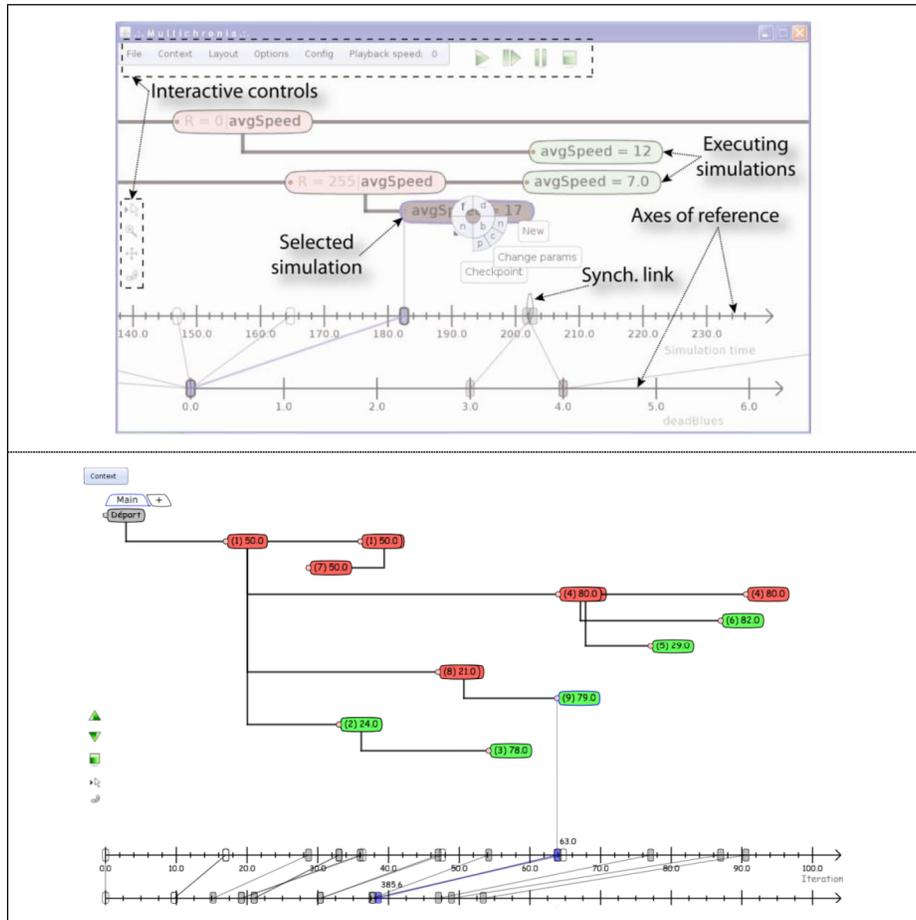 .:. Multichronia .:.
File Context Layout Options Config Playback speed: 0
Interactive controls
R = 0|avgSpeed
avgSpeed = 12
Executing simulations
R = 255|avgSpeed
avgSpeed = 7.0
avgSpeed = 17
f d n b n p c
Axes of reference
Selected simulation
New
Change params
Checkpoint
Synch. link
140.0 150.0 160.0 170.0 180.0 190.0 200.0 210.0 220.0 230.0
Simulation time
0.0 1.0 2.0 3.0 4.0 5.0 6.0
deadBlues
Context
Main +
Départ
(1) 50.0 (1) 50.0
(7) 50.0
(4) 80.0 (4) 80.0
(6) 82.0
(5) 29.0
(8) 21.0
(9) 79.0
(2) 24.0
(3) 78.0
63.0
0.0 10.0 20.0 30.0 40.0 50.0 60.0 70.0 80.0 90.0 100.0
Iteration
385.6